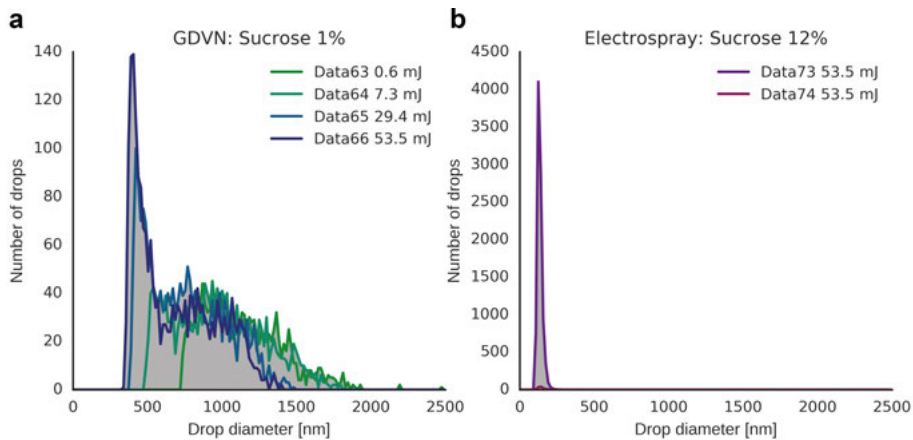 a
GDVN: Sucrose 1%
140
120
100
80
60
40
20
0
Number of drops
Data63 0.6 mJ
Data64 7.3 mJ
Data65 29.4 mJ
Data66 53.5 mJ
0 500 1000 1500 2000 2500
Drop diameter [nm]
b
Electrospray: Sucrose 12%
4500
4000
3500
3000
2500
2000
1500
1000
500
0
Number of drops
Data73 53.5 mJ
Data74 53.5 mJ
0 500 1000 1500 2000 2500
Drop diameter [nm]